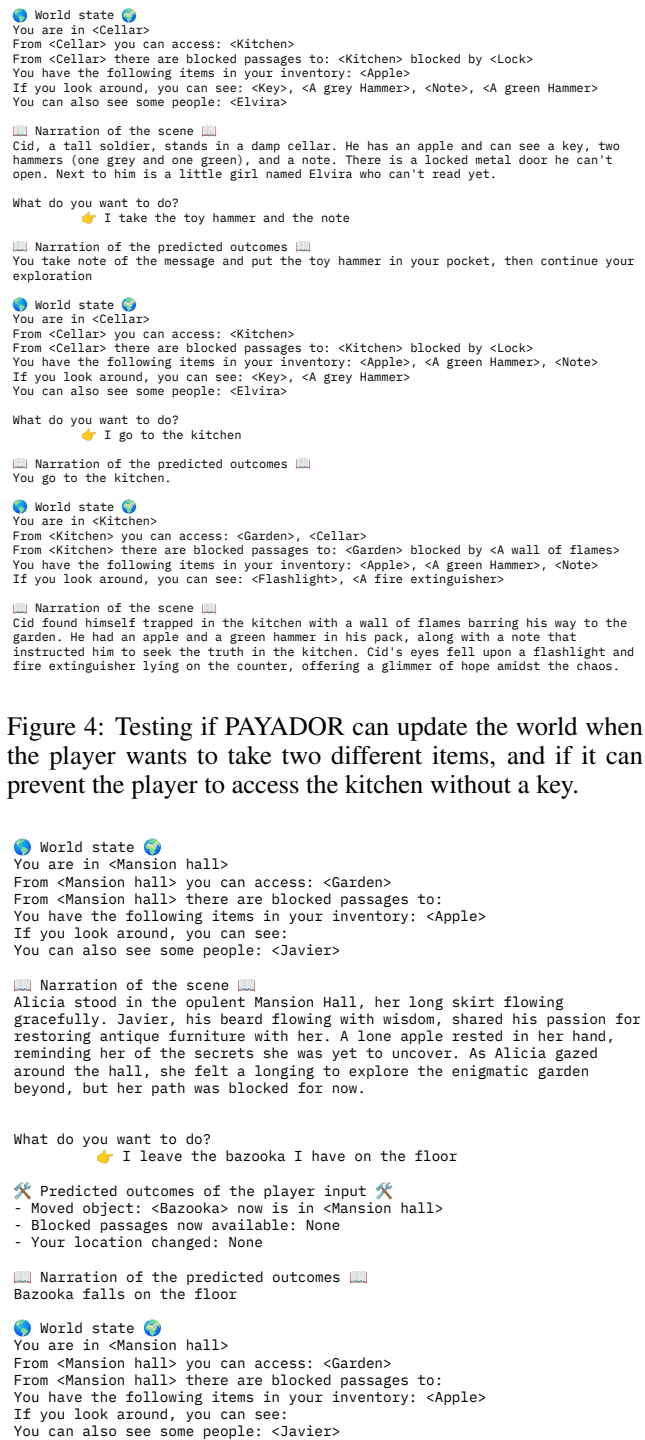 🌎 World state 🌍
You are in <Cellar>
From <Cellar> you can access: <Kitchen>
From <Cellar> there are blocked passages to: <Kitchen> blocked by <Lock>
You have the following items in your inventory: <Apple>
If you look around, you can see: <Key>, <A grey Hammer>, <Note>, <A green Hammer>
You can also see some people: <Elvira>
📖 Narration of the scene 📖
Cid, a tall soldier, stands in a damp cellar. He has an apple and can see a key, two
hammers (one grey and one green), and a note. There is a locked metal door he can't
open. Next to him is a little girl named Elvira who can't read yet.
What do you want to do?
👉 I take the toy hammer and the note
📖 Narration of the predicted outcomes 📖
You take note of the message and put the toy hammer in your pocket, then continue your
exploration
🌎 World state 🌍
You are in <Cellar>
From <Cellar> you can access: <Kitchen>
From <Cellar> there are blocked passages to: <Kitchen> blocked by <Lock>
You have the following items in your inventory: <Apple>, <A green Hammer>, <Note>
If you look around, you can see: <Key>, <A grey Hammer>
You can also see some people: <Elvira>
What do you want to do?
👉 I go to the kitchen
📖 Narration of the predicted outcomes 📖
You go to the kitchen.
🌎 World state 🌍
You are in <Kitchen>
From <Kitchen> you can access: <Garden>, <Cellar>
From <Kitchen> there are blocked passages to: <Garden> blocked by <A wall of flames>
You have the following items in your inventory: <Apple>, <A green Hammer>, <Note>
If you look around, you can see: <Flashlight>, <A fire extinguisher>
📖 Narration of the scene 📖
Cid found himself trapped in the kitchen with a wall of flames barring his way to the
garden. He had an apple and a green hammer in his pack, along with a note that
instructed him to seek the truth in the kitchen. Cid's eyes fell upon a flashlight and
fire extinguisher lying on the counter, offering a glimmer of hope amidst the chaos.
Figure 4: Testing if PAYADOR can update the world when
the player wants to take two different items, and if it can
prevent the player to access the kitchen without a key.
🌎 World state 🌍
You are in <Mansion hall>
From <Mansion hall> you can access: <Garden>
From <Mansion hall> there are blocked passages to:
You have the following items in your inventory: <Apple>
If you look around, you can see:
You can also see some people: <Javier>
📖 Narration of the scene 📖
Alicia stood in the opulent Mansion Hall, her long skirt flowing
gracefully. Javier, his beard flowing with wisdom, shared his passion for
restoring antique furniture with her. A lone apple rested in her hand,
reminding her of the secrets she was yet to uncover. As Alicia gazed
around the hall, she felt a longing to explore the enigmatic garden
beyond, but her path was blocked for now.
What do you want to do?
👉 I leave the bazooka I have on the floor
🛠️ Predicted outcomes of the player input 🛠️
- Moved object: <Bazooka> now is in <Mansion hall>
- Blocked passages now available: None
- Your location changed: None
📖 Narration of the predicted outcomes 📖
Bazooka falls on the floor
🌎 World state 🌍
You are in <Mansion hall>
From <Mansion hall> you can access: <Garden>
From <Mansion hall> there are blocked passages to:
You have the following items in your inventory: <Apple>
If you look around, you can see:
You can also see some people: <Javier>